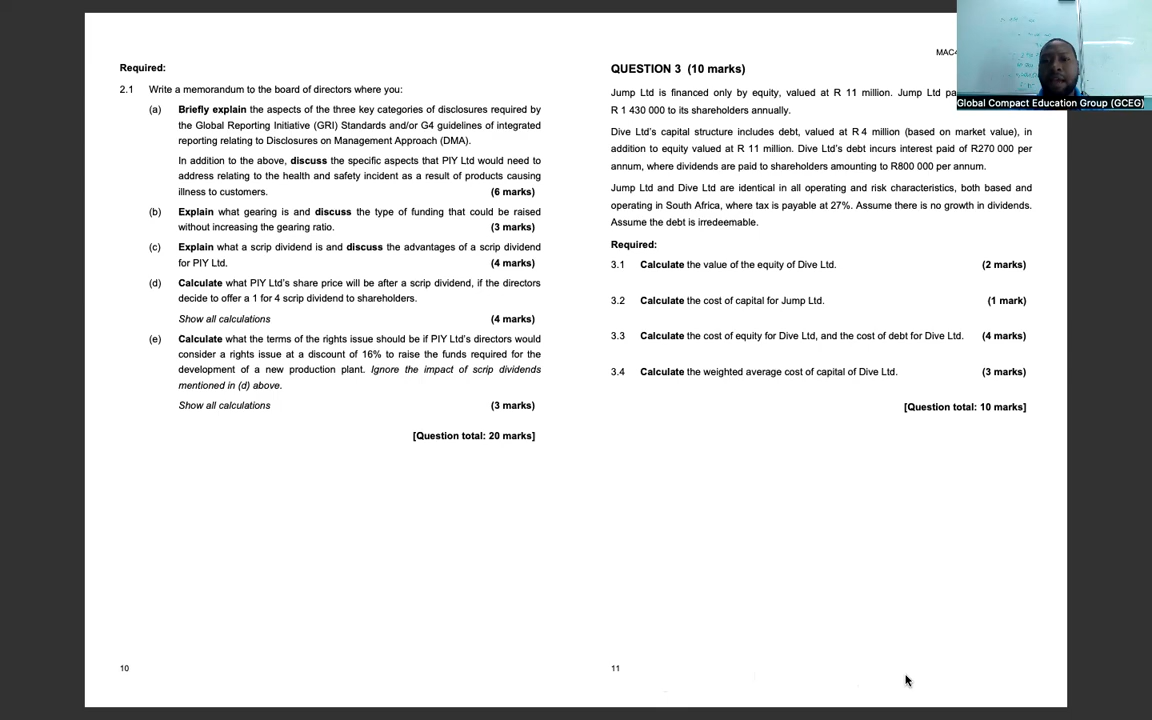 Required:
2.1 Write a memorandum to the board of directors where you:
(a) Briefly explain the aspects of the three key categories of disclosures required by
the Global Reporting Initiative (GRI) Standards and/or G4 guidelines of integrated
reporting relating to Disclosures on Management Approach (DMA).
In addition to the above, discuss the specific aspects that PIY Ltd would need to
address relating to the health and safety incident as a result of products causing
illness to customers. (6 marks)
(b) Explain what gearing is and discuss the type of funding that could be raised
without increasing the gearing ratio. (3 marks)
(c) Explain what a scrip dividend is and discuss the advantages of a scrip dividend
for PIY Ltd. (4 marks)
(d) Calculate what PIY Ltd's share price will be after a scrip dividend, if the directors
decide to offer a 1 for 4 scrip dividend to shareholders.
Show all calculations (4 marks)
(e) Calculate what the terms of the rights issue should be if PIY Ltd's directors would
consider a rights issue at a discount of 16% to raise the funds required for the
development of a new production plant. Ignore the impact of scrip dividends
mentioned in (d) above.
Show all calculations (3 marks)
[Question total: 20 marks]
10
MAC4
QUESTION 3 (10 marks)
Jump Ltd is financed only by equity, valued at R 11 million. Jump Ltd pa
R 1 430 000 to its shareholders annually.
Dive Ltd's capital structure includes debt, valued at R 4 million (based on market value), in
addition to equity valued at R 11 million. Dive Ltd's debt incurs interest paid of R270 000 per
annum, where dividends are paid to shareholders amounting to R800 000 per annum.
Jump Ltd and Dive Ltd are identical in all operating and risk characteristics, both based and
operating in South Africa, where tax is payable at 27%. Assume there is no growth in dividends.
Assume the debt is irredeemable.
Required:
3.1 Calculate the value of the equity of Dive Ltd. (2 marks)
3.2 Calculate the cost of capital for Jump Ltd. (1 mark)
3.3 Calculate the cost of equity for Dive Ltd, and the cost of debt for Dive Ltd. (4 marks)
3.4 Calculate the weighted average cost of capital of Dive Ltd. (3 marks)
[Question total: 10 marks]
11
Global Compact Education Group (GCEG)